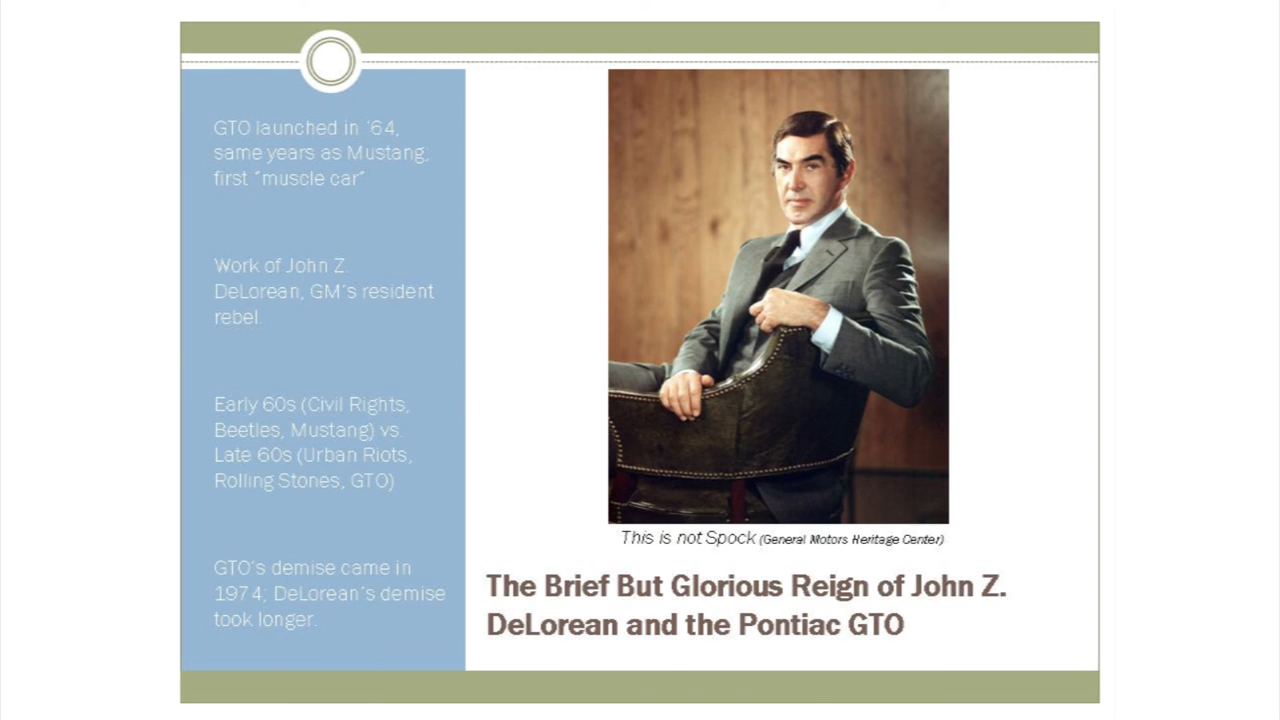 GTO launched in ‘64,
same years as Mustang;
first “muscle car”
Work of John Z.
DeLorean, GM’s resident
rebel.
Early 60s (Civil Rights,
Beetles, Mustang) vs.
Late 60s (Urban Riots,
Rolling Stones, GTO)
GTO’s demise came in
1974; DeLorean’s demise
took longer.
This is not Spock (General Motors Heritage Center)
The Brief But Glorious Reign of John Z.
DeLorean and the Pontiac GTO